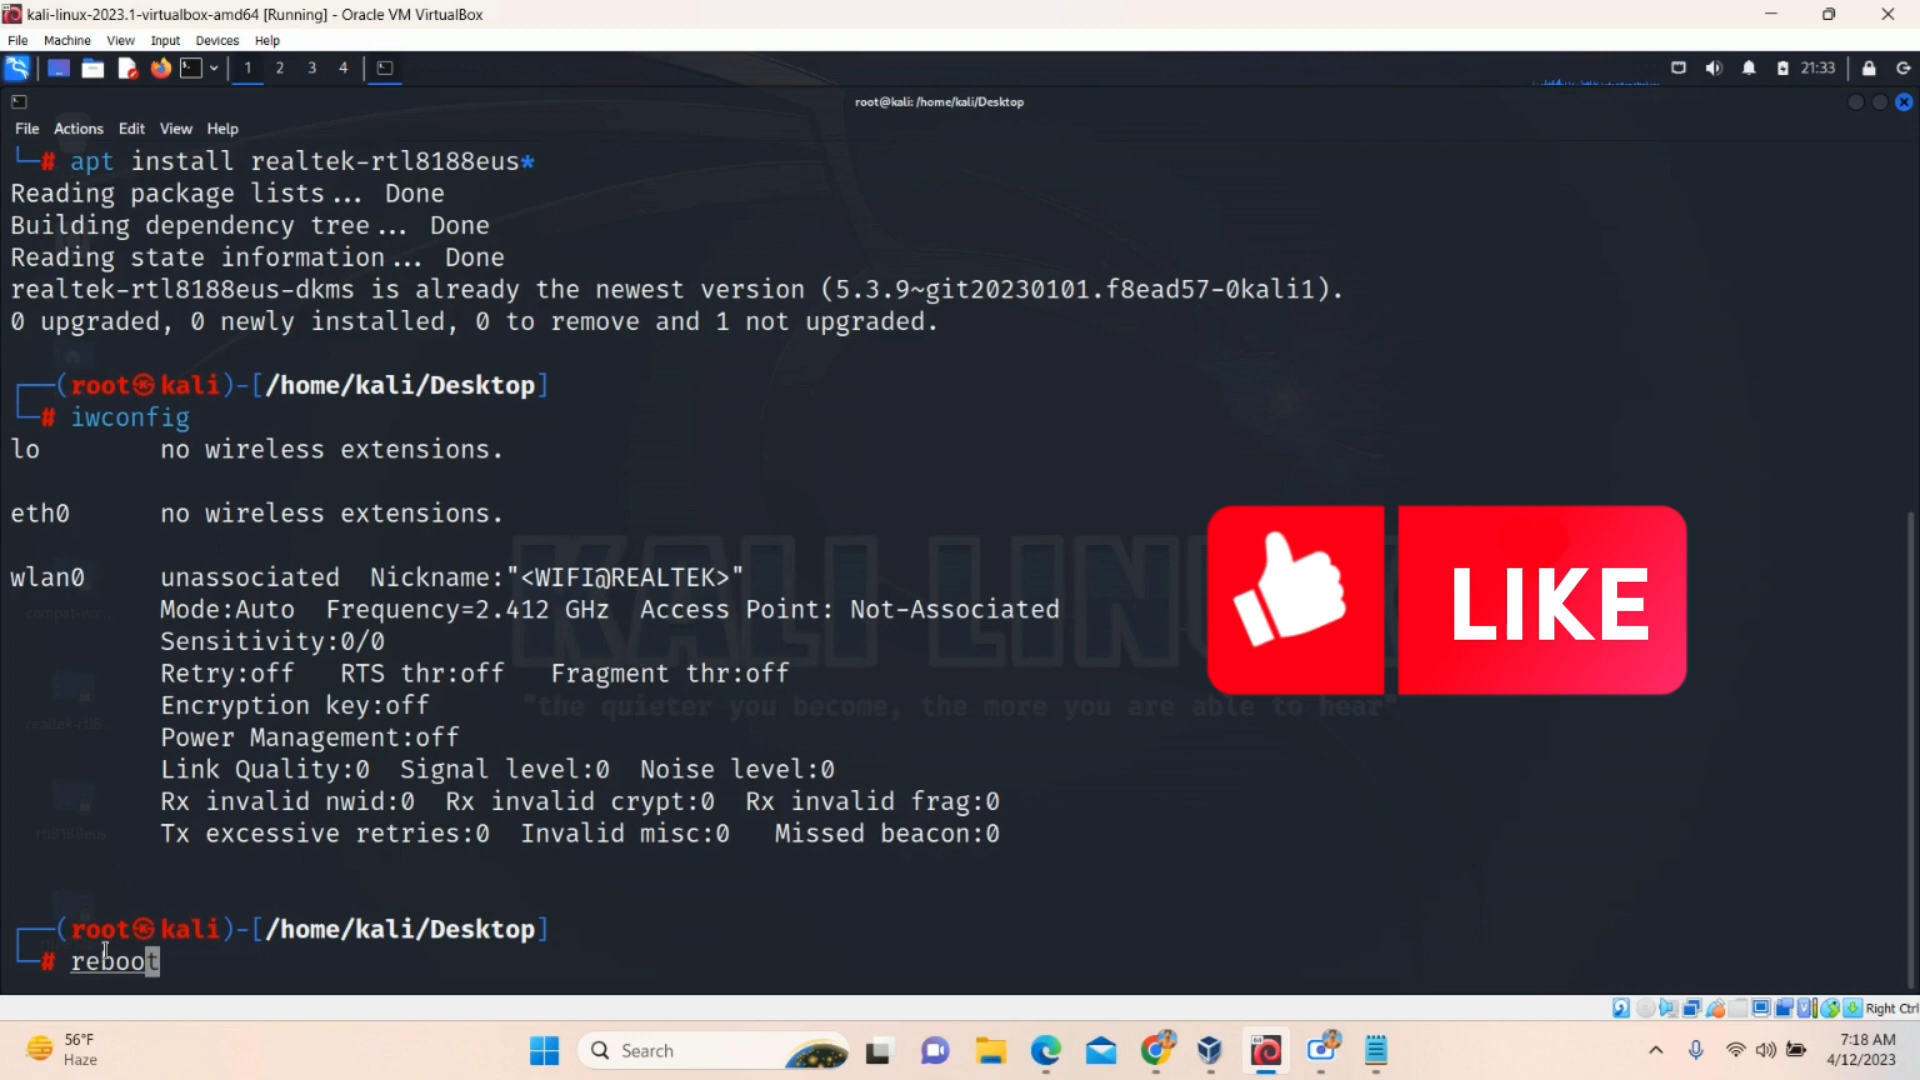 kali-linux-2023.1-virtualbox-amd64 [Running] - Oracle VM VirtualBox
File Machine View Input Devices Help
1 2 3 4 21:33
root@kali: /home/kali/Desktop
File Actions Edit View Help
└─# apt install realtek-rtl8188eus*
Reading package lists... Done
Building dependency tree... Done
Reading state information... Done
realtek-rtl8188eus-dkms is already the newest version (5.3.9~git20230101.f8ead57-0kali1).
0 upgraded, 0 newly installed, 0 to remove and 1 not upgraded.
┌──(root㉿kali)-[/home/kali/Desktop]
└─# iwconfig
lo no wireless extensions.
eth0 no wireless extensions.
wlan0 unassociated Nickname:"<WIFI@REALTEK>"
Mode:Auto Frequency=2.412 GHz Access Point: Not-Associated
Sensitivity:0/0
Retry:off RTS thr:off Fragment thr:off
Encryption key:off
Power Management:off
Link Quality:0 Signal level:0 Noise level:0
Rx invalid nwid:0 Rx invalid crypt:0 Rx invalid frag:0
Tx excessive retries:0 Invalid misc:0 Missed beacon:0
KALI LINUX
"the quieter you become, the more you are able to hear"
LIKE
realtek-rtl8...
rtl8188eus
┌──(root㉿kali)-[/home/kali/Desktop]
└─# reboot
Right Ctrl
56°F
Haze
Search
7:18 AM
4/12/2023